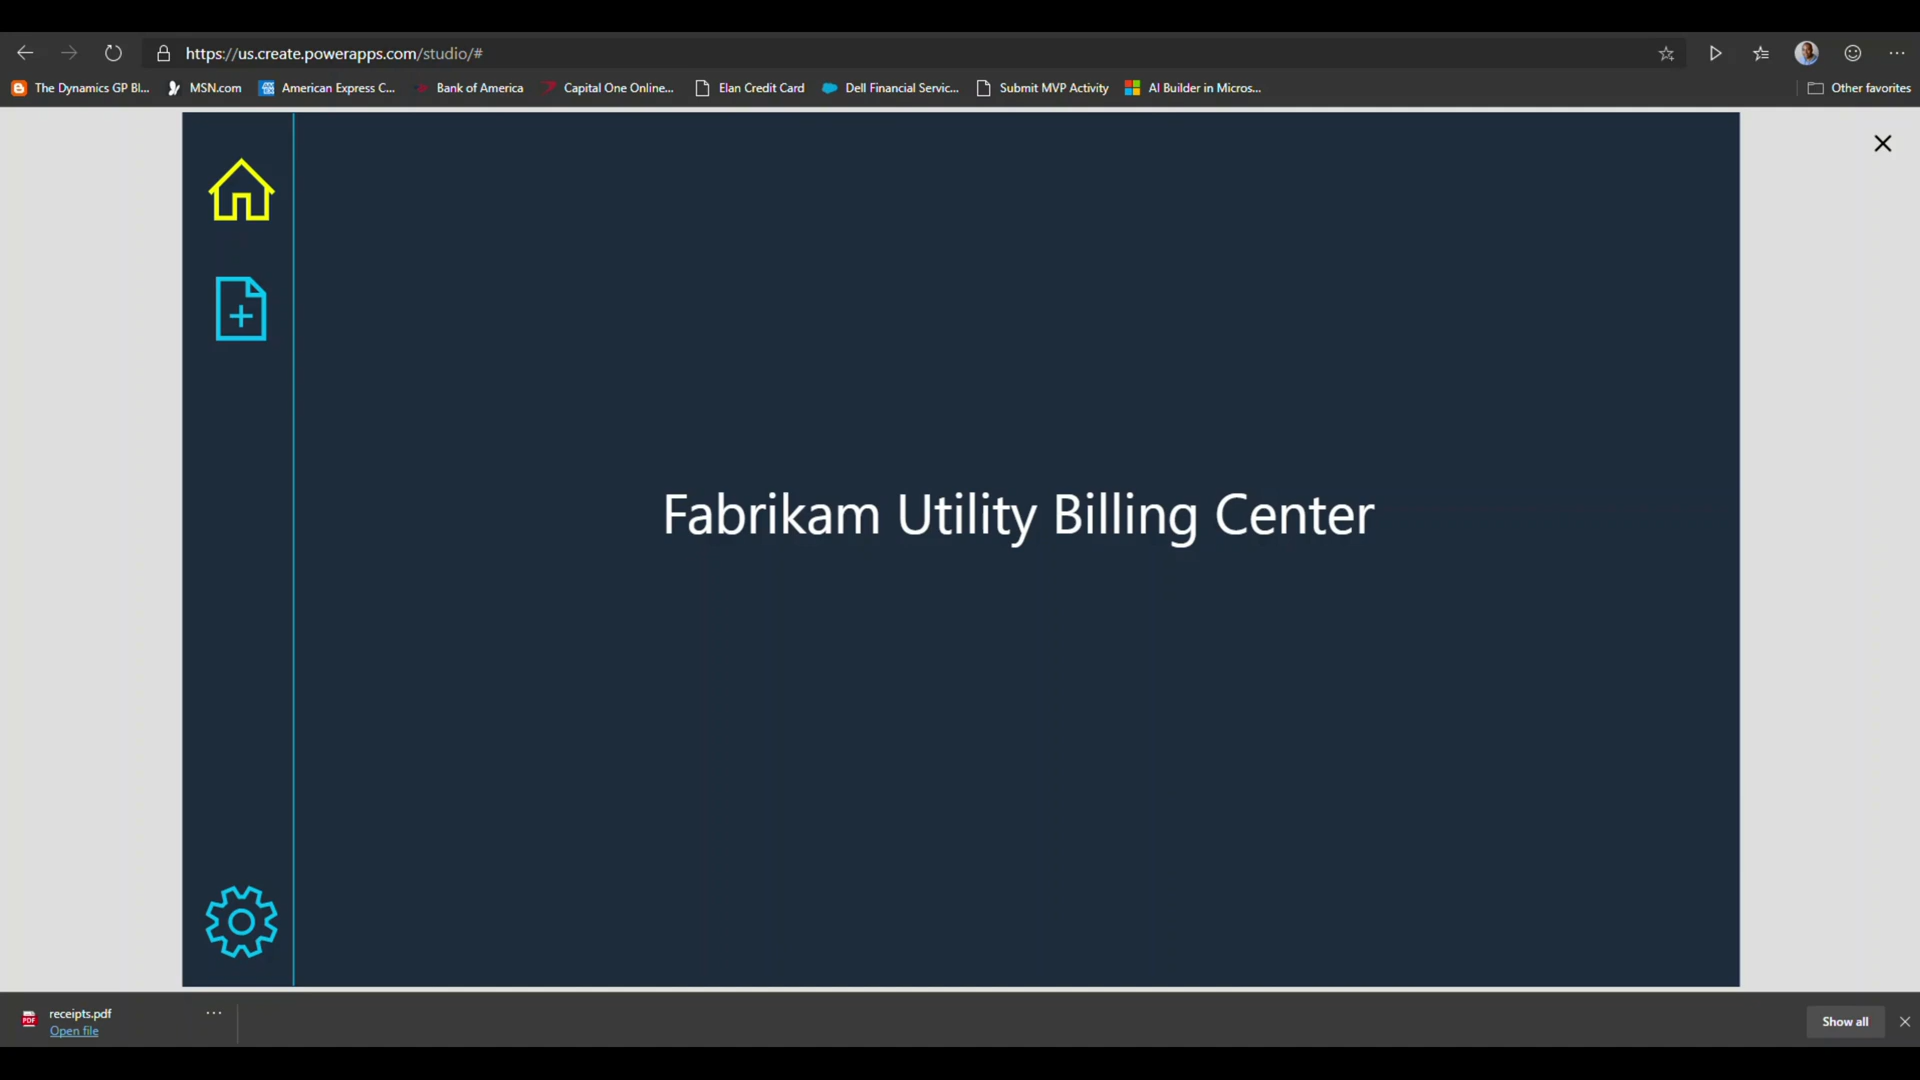 https://us.create.powerapps.com/studio/#
The Dynamics GP Bl... MSN.com American Express C... Bank of America Capital One Online... Elan Credit Card Dell Financial Servic... Submit MVP Activity AI Builder in Micros... Other favorites
Fabrikam Utility Billing Center
receipts.pdf
Open file
Show all